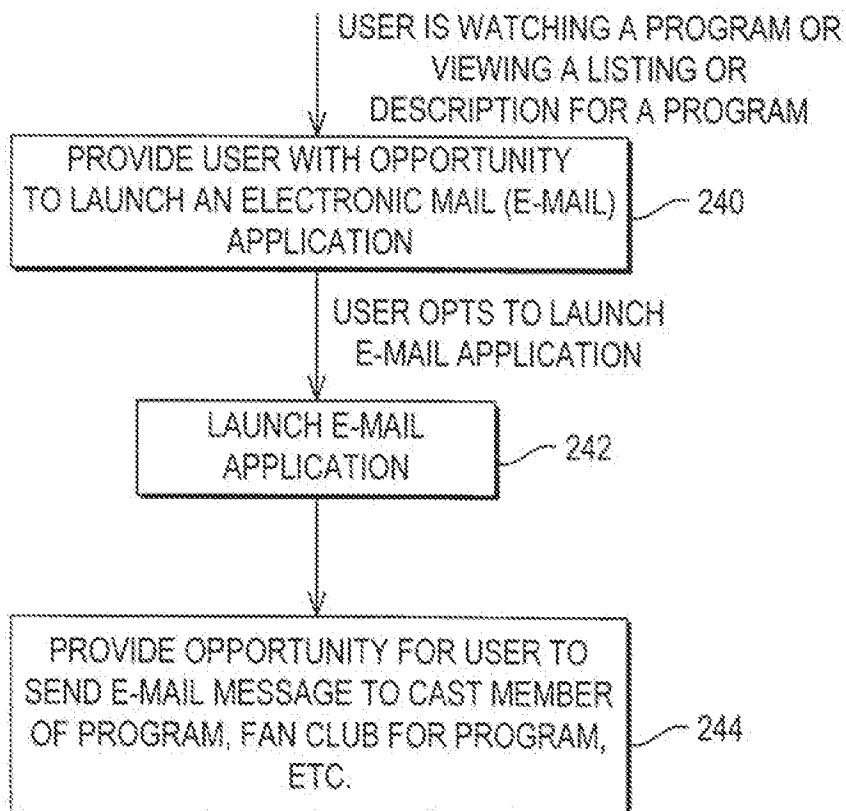 USER IS WATCHING A PROGRAM OR
VIEWING A LISTING OR
DESCRIPTION FOR A PROGRAM
PROVIDE USER WITH OPPORTUNITY
TO LAUNCH AN ELECTRONIC MAIL (E-MAIL)
APPLICATION
240
USER OPTS TO LAUNCH
E-MAIL APPLICATION
LAUNCH E-MAIL
APPLICATION
242
PROVIDE OPPORTUNITY FOR USER TO
SEND E-MAIL MESSAGE TO CAST MEMBER
OF PROGRAM, FAN CLUB FOR PROGRAM,
ETC.
244